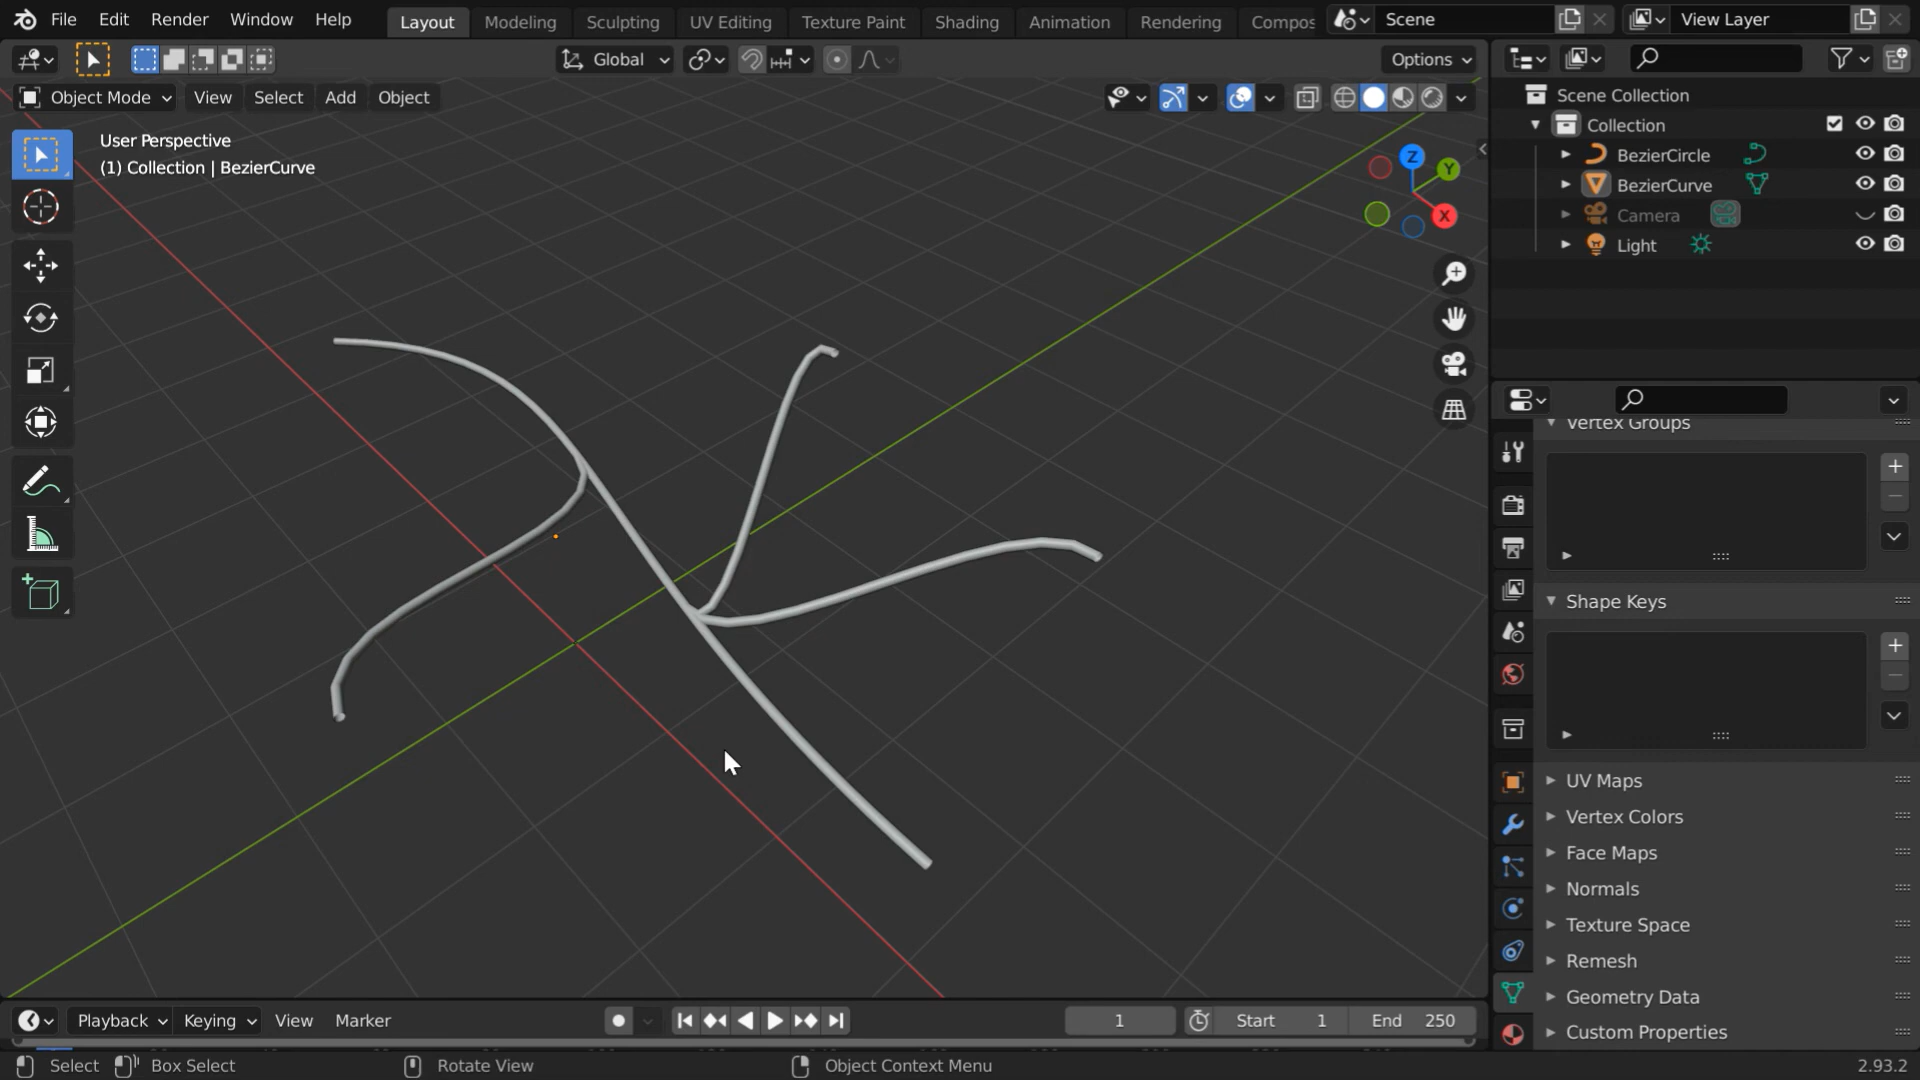 File Edit Render Window Help Layout Modeling Sculpting UV Editing Texture Paint Shading Animation Rendering Compos Scene View Layer
Global Options
Object Mode View Select Add Object
User Perspective
(1) Collection | BezierCurve
Z
Y
X
Scene Collection
Collection
BezierCircle
BezierCurve
Camera
Light
Vertex Groups
Shape Keys
UV Maps
Vertex Colors
Face Maps
Normals
Texture Space
Remesh
Geometry Data
Custom Properties
Playback Keying View Marker 1 Start 1 End 250
Select Box Select Rotate View Object Context Menu 2.93.2